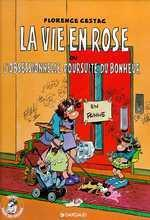 FLORENCE CESTAC
LA VIE EN ROSE
OU
L'OBSESSIONNELLE POURSUITE DU BONHEUR
EN
PANNE
DARGAUD